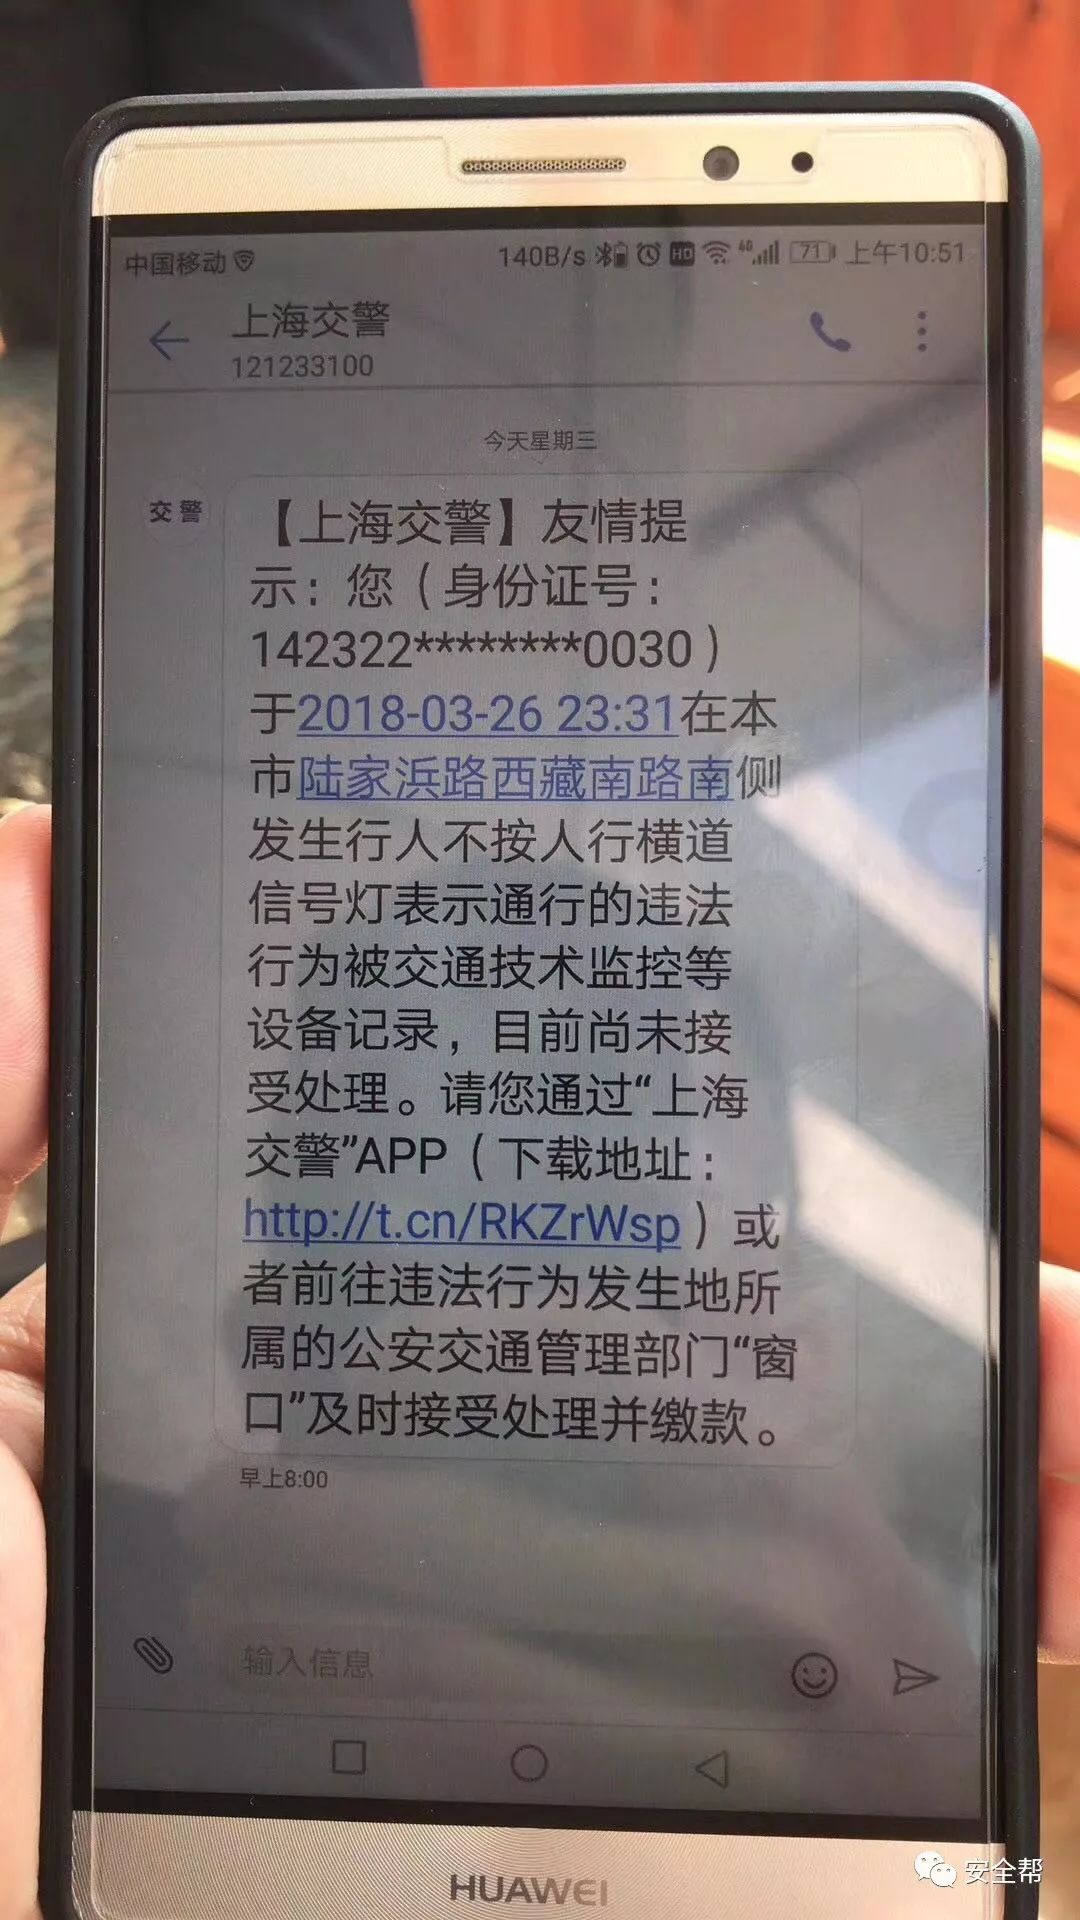 中国移动
140B/s HD 4G 71 上午10:51
上海交警
121233100
今天星期三
交警
【上海交警】友情提
示：您（身份证号：
142322********0030）
于2018-03-26 23:31在本
市陆家浜路西藏南路南侧
发生行人不按人行横道
信号灯表示通行的违法
行为被交通技术监控等
设备记录，目前尚未接
受处理。请您通过“上海
交警”APP（下载地址：
http://t.cn/RKZrWsp）或
者前往违法行为发生地所
属的公安交通管理部门“窗
口”及时接受处理并缴款。
早上8:00
输入信息
HUAWEI
安全帮